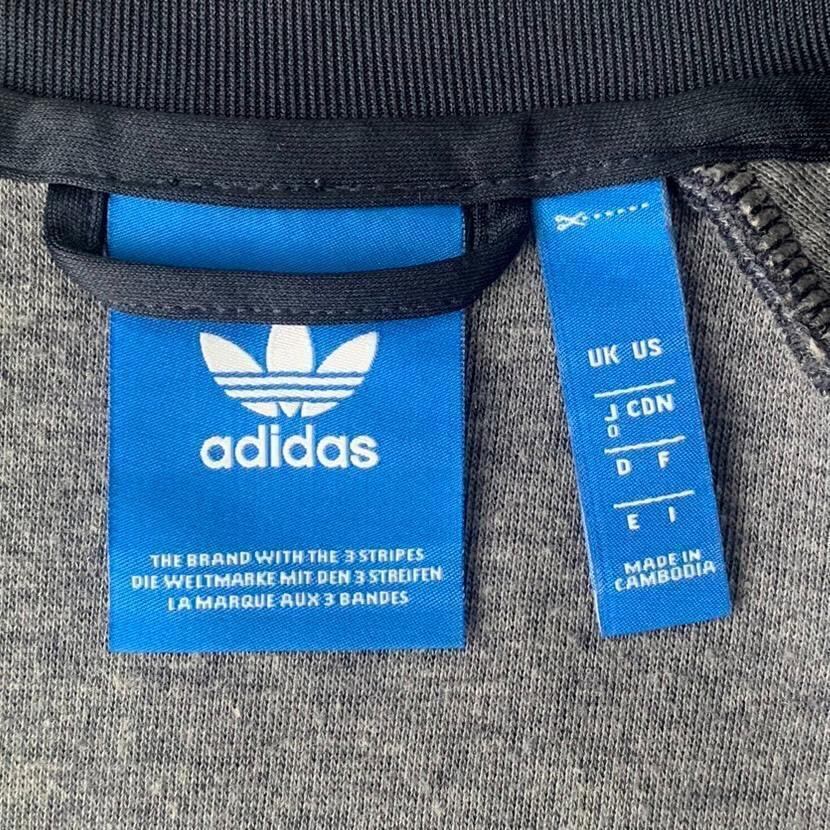 adidas
THE BRAND WITH THE 3 STRIPES
DIE WELTMARKE MIT DEN 3 STREIFEN
LA MARQUE AUX 3 BANDES
UK US
J CDN
O
D F
E I
MADE IN
CAMBODIA